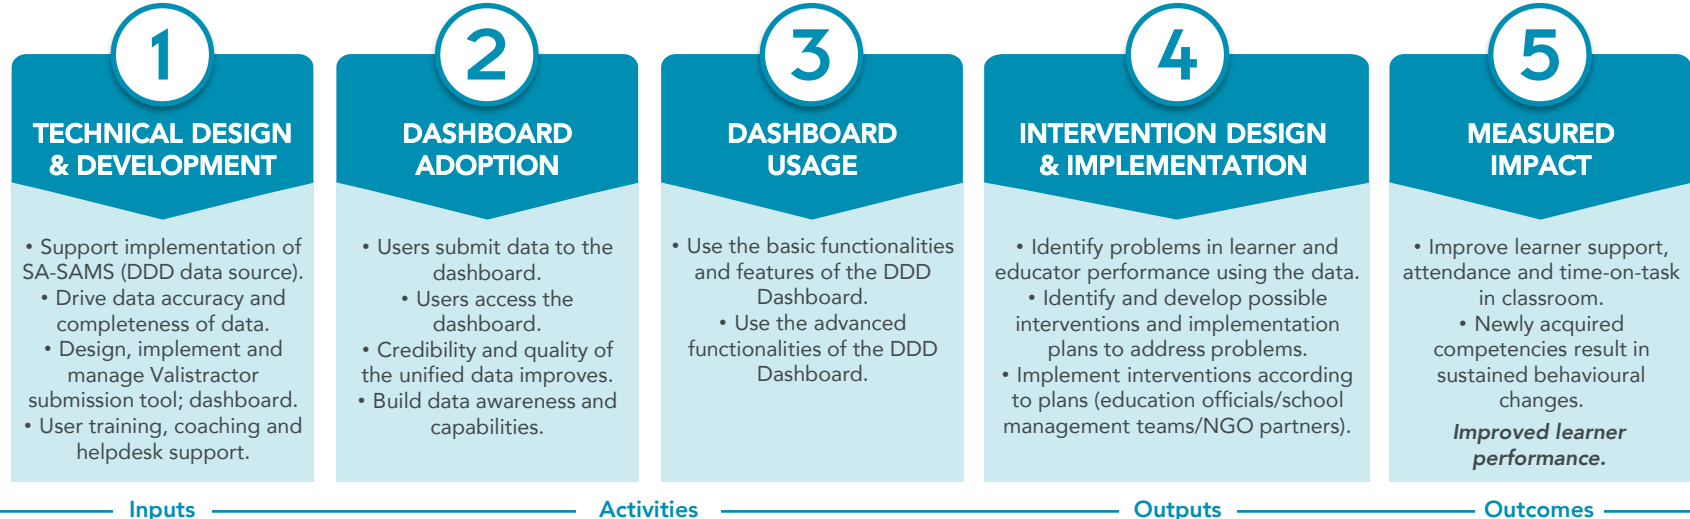 1
TECHNICAL DESIGN
& DEVELOPMENT
• Support implementation of
SA-SAMS (DDD data source).
• Drive data accuracy and
completeness of data.
• Design, implement and
manage Valistractor
submission tool; dashboard.
• User training, coaching and
helpdesk support.
2
DASHBOARD
ADOPTION
• Users submit data to the
dashboard.
• Users access the
dashboard.
• Credibility and quality of
the unified data improves.
• Build data awareness and
capabilities.
3
DASHBOARD
USAGE
• Use the basic functionalities
and features of the DDD
Dashboard.
• Use the advanced
functionalities of the DDD
Dashboard.
4
INTERVENTION DESIGN
& IMPLEMENTATION
• Identify problems in learner and
educator performance using the data.
• Identify and develop possible
interventions and implementation
plans to address problems.
• Implement interventions according
to plans (education officials/school
management teams/NGO partners).
5
MEASURED
IMPACT
• Improve learner support,
attendance and time-on-task
in classroom.
• Newly acquired
competencies result in
sustained behavioural
changes.
Improved learner
performance.
Inputs
Activities
Outputs
Outcomes